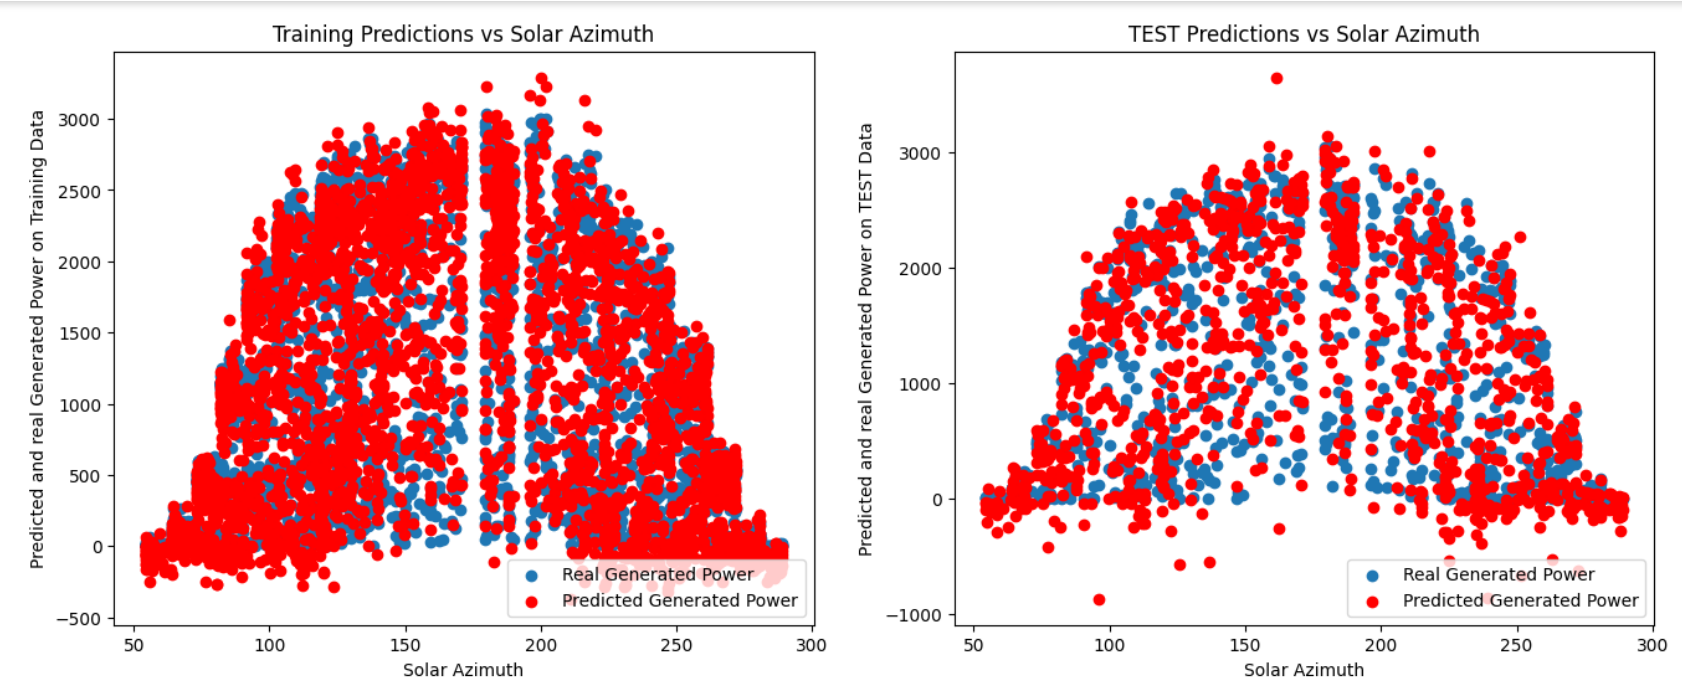 Training Predictions vs Solar Azimuth
Predicted and real Generated Power on Training Data
3000
2500
2000
1500
1000
500
0
−500
50 100 150 200 250 300
Solar Azimuth
Real Generated Power
Predicted Generated Power
TEST Predictions vs Solar Azimuth
Predicted and real Generated Power on TEST Data
3000
2000
1000
0
−1000
50 100 150 200 250 300
Solar Azimuth
Real Generated Power
Predicted Generated Power